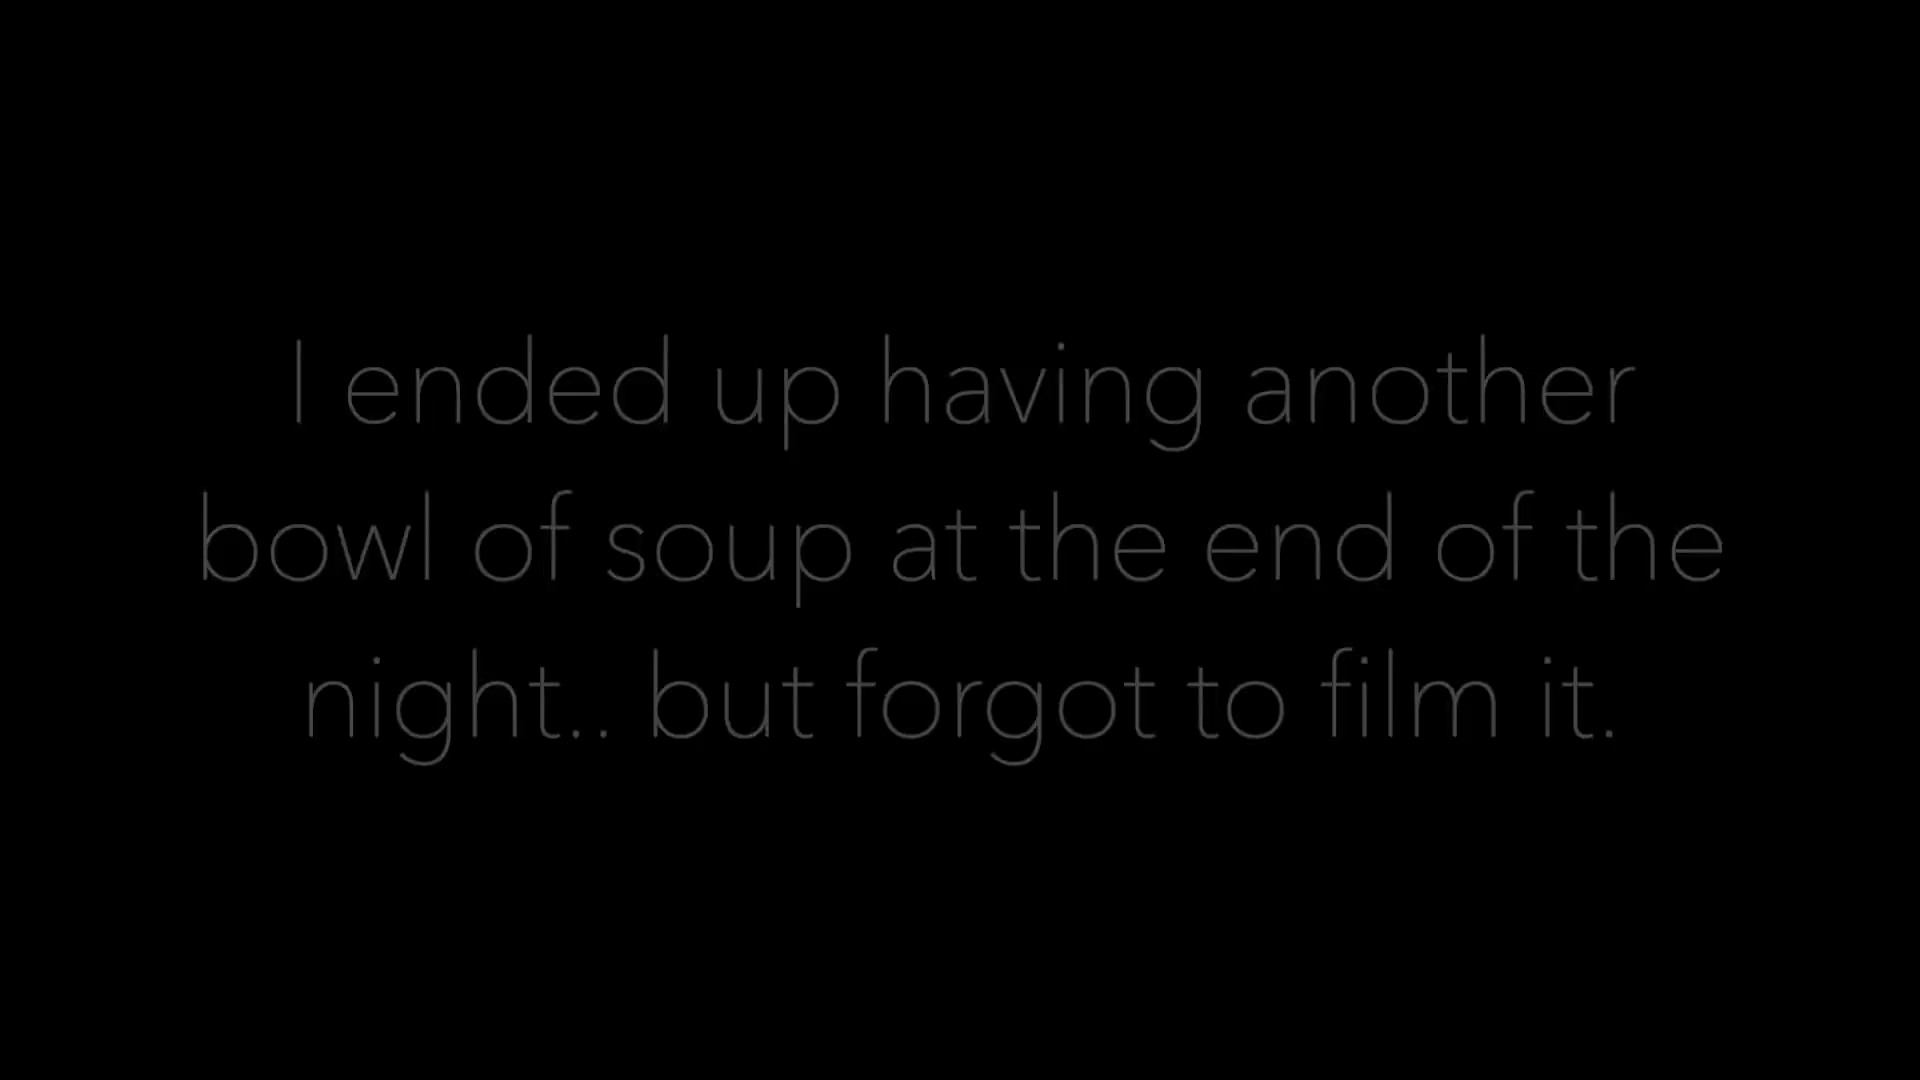 I ended up having another
bowl of soup at the end of the
night.. but forgot to film it.